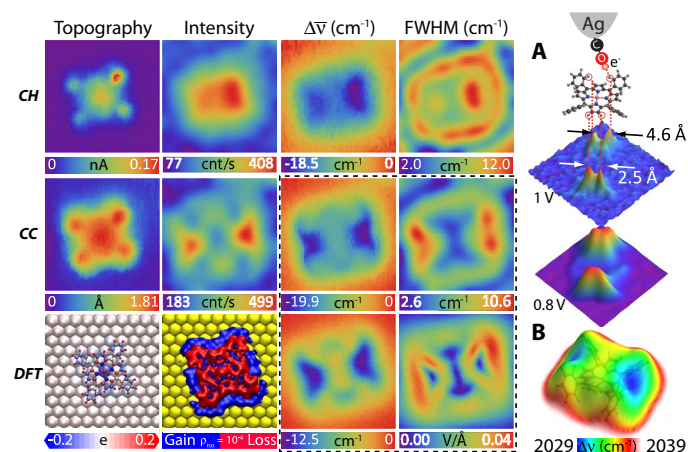 Topography Intensity Δν̅ (cm⁻¹) FWHM (cm⁻¹)
CH
0 nA 0.17 77 cnt/s 408 -18.5 cm⁻¹ 0 2.0 cm⁻¹ 12.0
CC
0 Å 1.81 183 cnt/s 499 -19.9 cm⁻¹ 0 2.6 cm⁻¹ 10.6
DFT
-0.2 e 0.2 Gain ρiso = 10⁻⁴ Loss -12.5 cm⁻¹ 0 0.00 V/Å 0.04
A
Ag
C
O
e⁻
4.6 Å
2.5 Å
1 V
0.8 V
B
2029 Δν (cm⁻¹) 2039